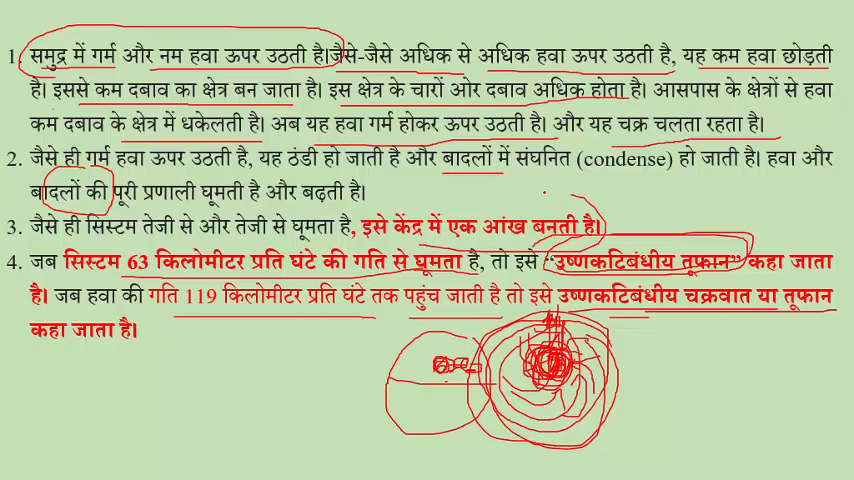 1. समुद्र में गर्म और नम हवा ऊपर उठती है। जैसे-जैसे अधिक से अधिक हवा ऊपर उठती है, यह कम हवा छोड़ती
है। इससे कम दबाव का क्षेत्र बन जाता है। इस क्षेत्र के चारों ओर दबाव अधिक होता है। आसपास के क्षेत्रों से हवा
कम दबाव के क्षेत्र में धकेलती है। अब यह हवा गर्म होकर ऊपर उठती है। और यह चक्र चलता रहता है।
2. जैसे ही गर्म हवा ऊपर उठती है, यह ठंडी हो जाती है और बादलों में संघनित (condense) हो जाती है। हवा और
बादलों की पूरी प्रणाली घूमती है और बढ़ती है।
3. जैसे ही सिस्टम तेजी से और तेजी से घूमता है, इसे केंद्र में एक आंख बनती है।
4. जब सिस्टम 63 किलोमीटर प्रति घंटे की गति से घूमता है, तो इसे “उष्णकटिबंधीय तूफान” कहा जाता
है। जब हवा की गति 119 किलोमीटर प्रति घंटे तक पहुंच जाती है तो इसे उष्णकटिबंधीय चक्रवात या तूफान
कहा जाता है।